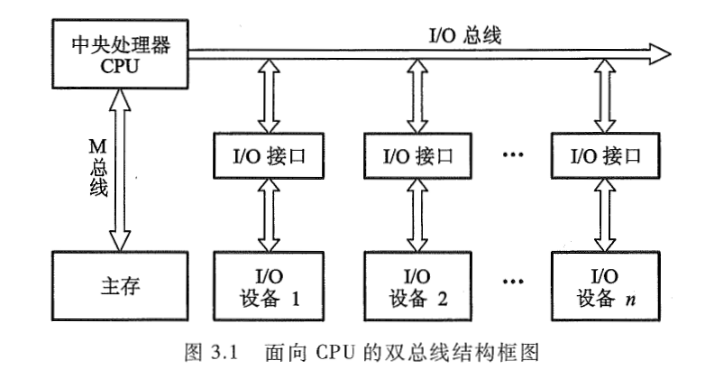 中央处理器
CPU
I/O 总线
M
总
线
I/O 接口
I/O 接口
···
I/O 接口
主存
I/O
设备 1
I/O
设备 2
···
I/O
设备 n
图 3.1 面向 CPU 的双总线结构框图